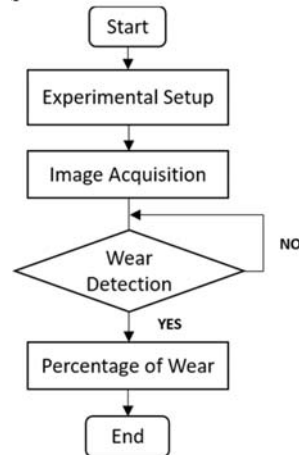 Start
Experimental Setup
Image Acquisition
Wear
Detection
NO
YES
Percentage of Wear
End